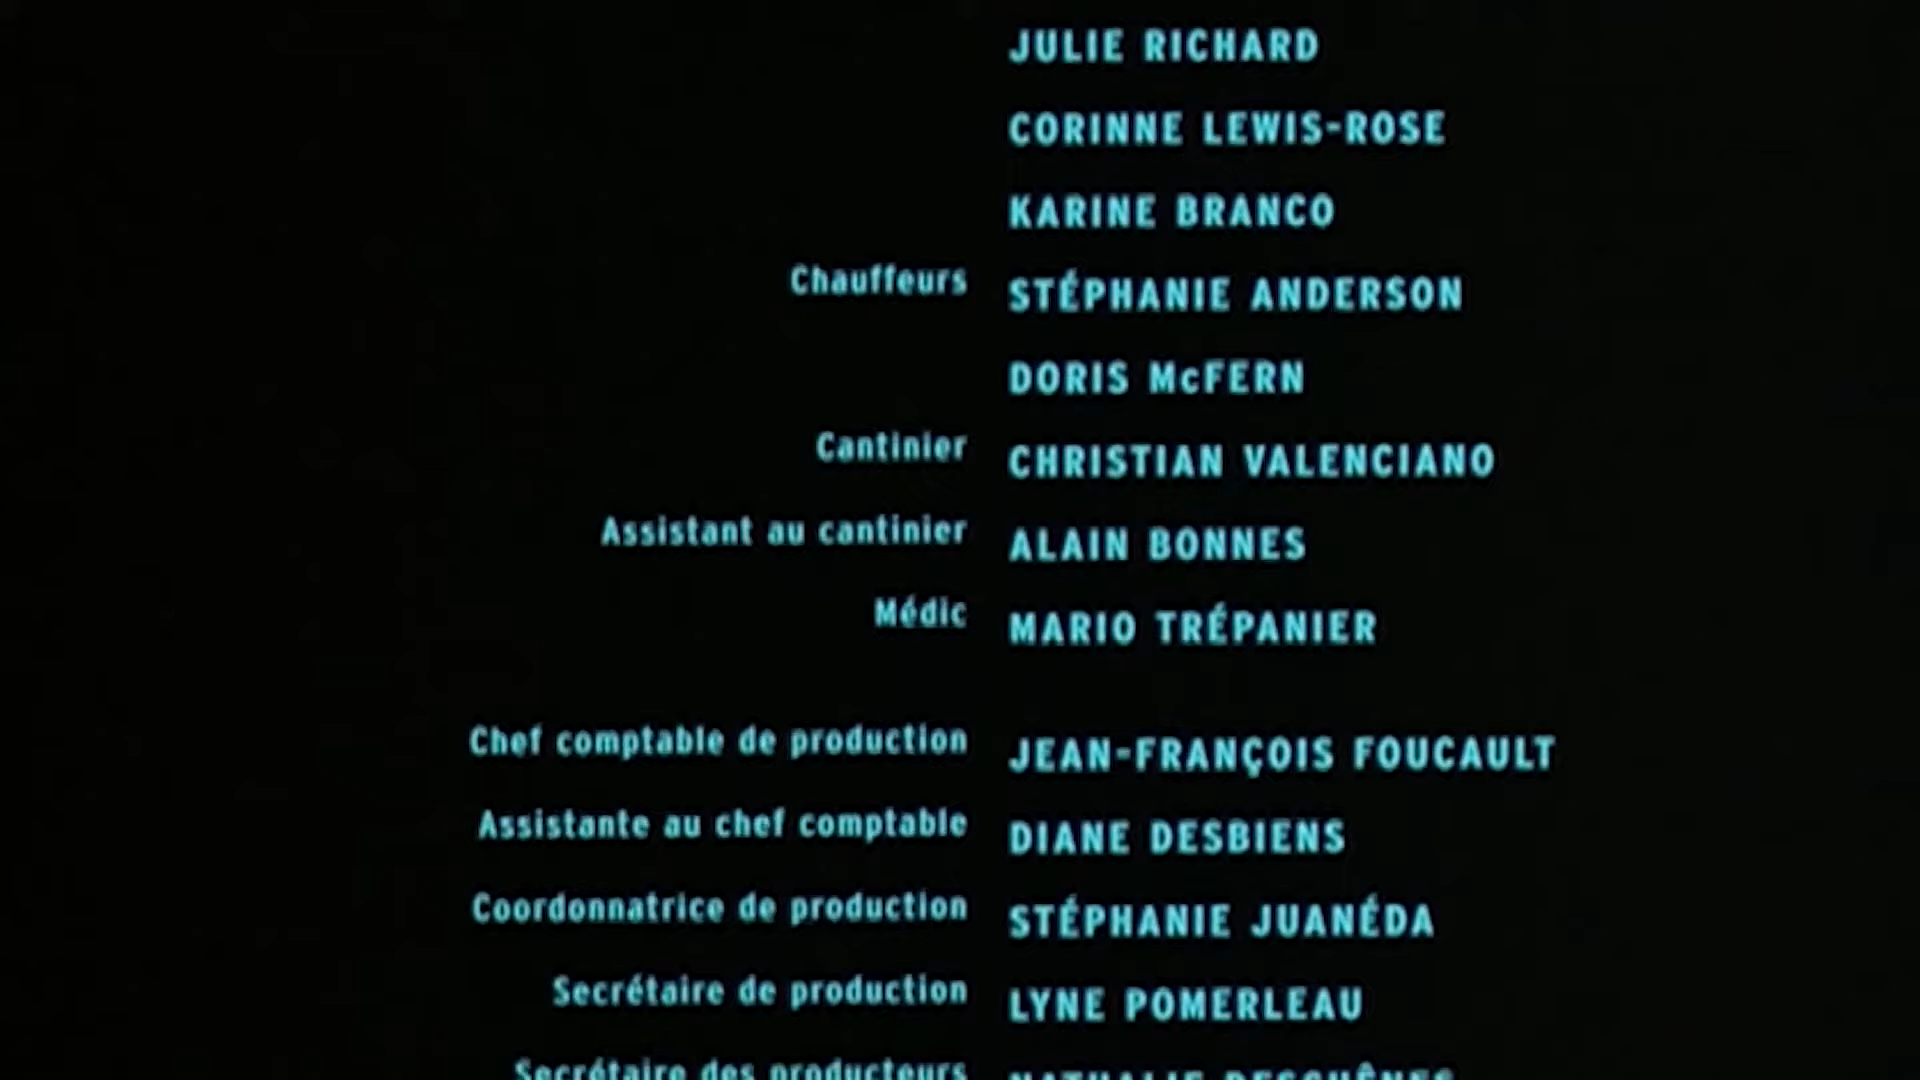 JULIE RICHARD
CORINNE LEWIS-ROSE
KARINE BRANCO
Chauffeurs STÉPHANIE ANDERSON
DORIS McFERN
Cantinier CHRISTIAN VALENCIANO
Assistant au cantinier ALAIN BONNES
Médic MARIO TRÉPANIER
Chef comptable de production JEAN-FRANÇOIS FOUCAULT
Assistante au chef comptable DIANE DESBIENS
Coordonnatrice de production STÉPHANIE JUANÉDA
Secrétaire de production LYNE POMERLEAU
Secrétaire des producteurs NATHALIE DESCHÊNES